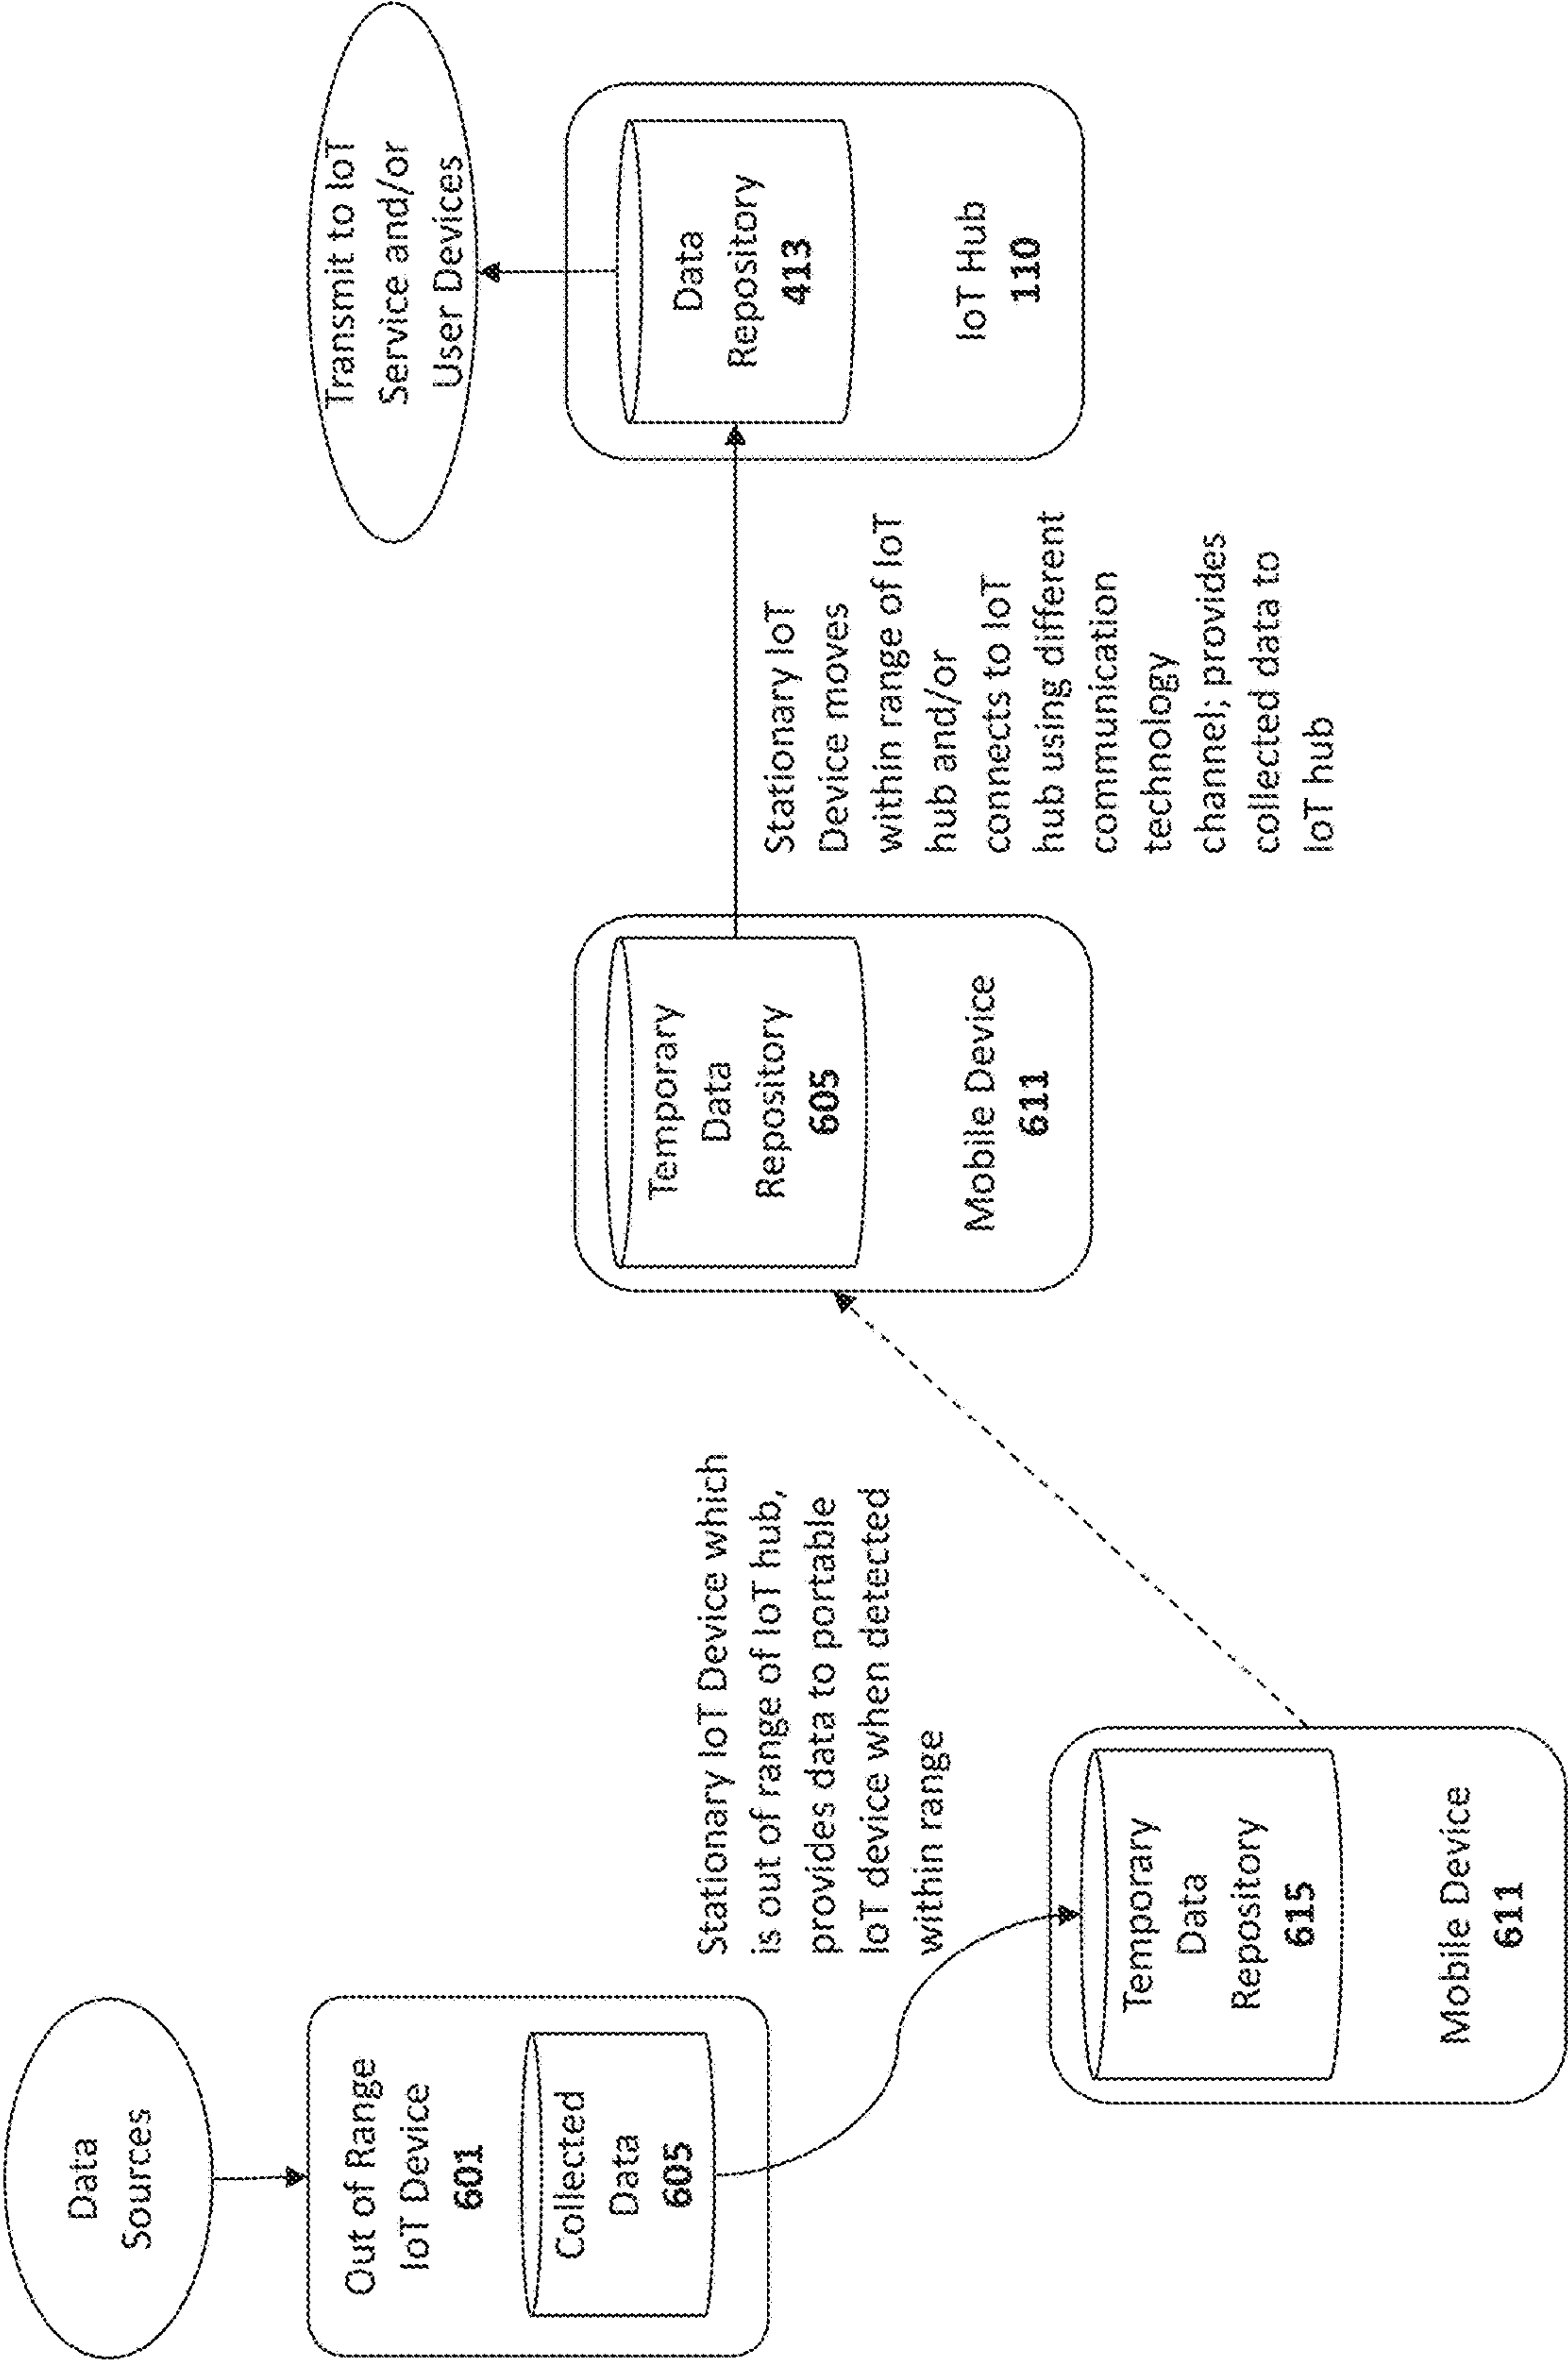 Data
Sources
Out of Range
IoT Device
601
Collected
Data
605
Stationary IoT Device which
is out of range of IoT hub,
provides data to portable
IoT device when detected
within range
Temporary
Data
Repository
615
Mobile Device
611
Temporary
Data
Repository
605
Mobile Device
611
Stationary IoT
Device moves
within range of IoT
hub and/or
connects to IoT
hub using different
communication
technology
channel; provides
collected data to
IoT hub
Transmit to IoT
Service and/or
User Devices
Data
Repository
413
IoT Hub
110